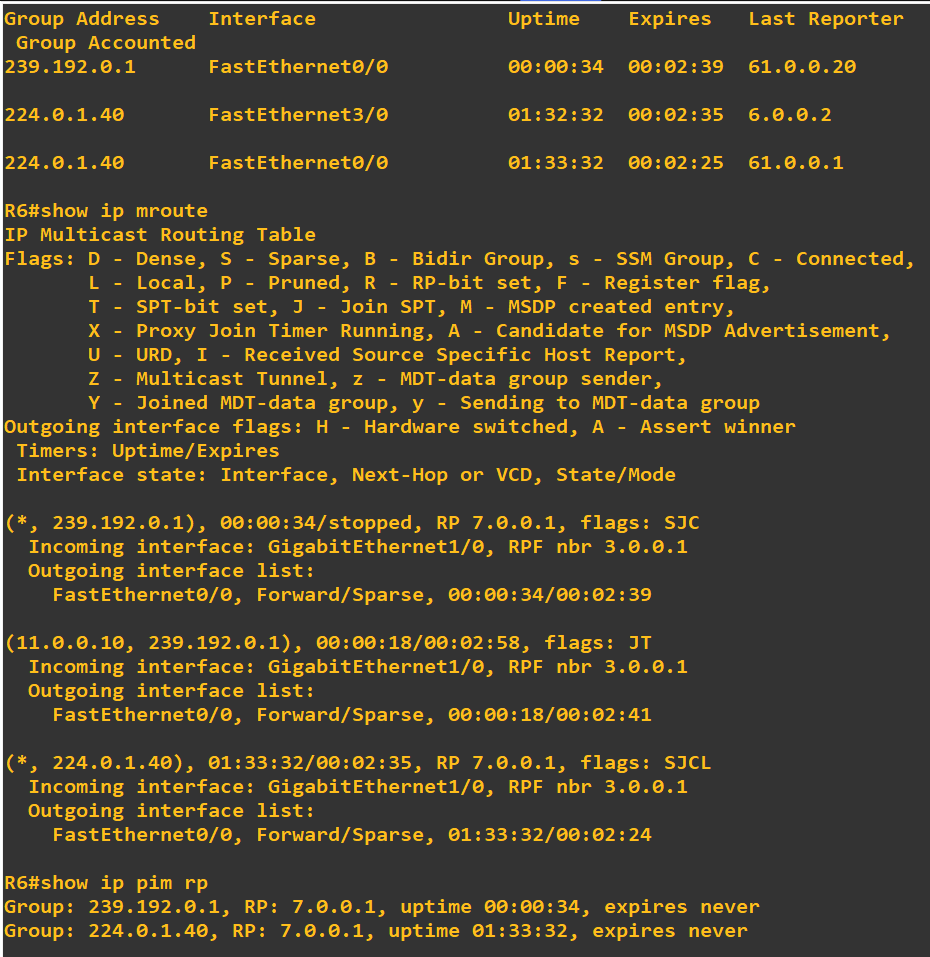 Group Address    Interface                Uptime    Expires   Last Reporter
 Group Accounted
239.192.0.1      FastEthernet0/0          00:00:34  00:02:39  61.0.0.20
224.0.1.40       FastEthernet3/0          01:32:32  00:02:35  6.0.0.2
224.0.1.40       FastEthernet0/0          01:33:32  00:02:25  61.0.0.1
R6#show ip mroute
IP Multicast Routing Table
Flags: D - Dense, S - Sparse, B - Bidir Group, s - SSM Group, C - Connected,
       L - Local, P - Pruned, R - RP-bit set, F - Register flag,
       T - SPT-bit set, J - Join SPT, M - MSDP created entry,
       X - Proxy Join Timer Running, A - Candidate for MSDP Advertisement,
       U - URD, I - Received Source Specific Host Report,
       Z - Multicast Tunnel, z - MDT-data group sender,
       Y - Joined MDT-data group, y - Sending to MDT-data group
Outgoing interface flags: H - Hardware switched, A - Assert winner
 Timers: Uptime/Expires
 Interface state: Interface, Next-Hop or VCD, State/Mode
(*, 239.192.0.1), 00:00:34/stopped, RP 7.0.0.1, flags: SJC
  Incoming interface: GigabitEthernet1/0, RPF nbr 3.0.0.1
  Outgoing interface list:
    FastEthernet0/0, Forward/Sparse, 00:00:34/00:02:39
(11.0.0.10, 239.192.0.1), 00:00:18/00:02:58, flags: JT
  Incoming interface: GigabitEthernet1/0, RPF nbr 3.0.0.1
  Outgoing interface list:
    FastEthernet0/0, Forward/Sparse, 00:00:18/00:02:41
(*, 224.0.1.40), 01:33:32/00:02:35, RP 7.0.0.1, flags: SJCL
  Incoming interface: GigabitEthernet1/0, RPF nbr 3.0.0.1
  Outgoing interface list:
    FastEthernet0/0, Forward/Sparse, 01:33:32/00:02:24
R6#show ip pim rp
Group: 239.192.0.1, RP: 7.0.0.1, uptime 00:00:34, expires never
Group: 224.0.1.40, RP: 7.0.0.1, uptime 01:33:32, expires never